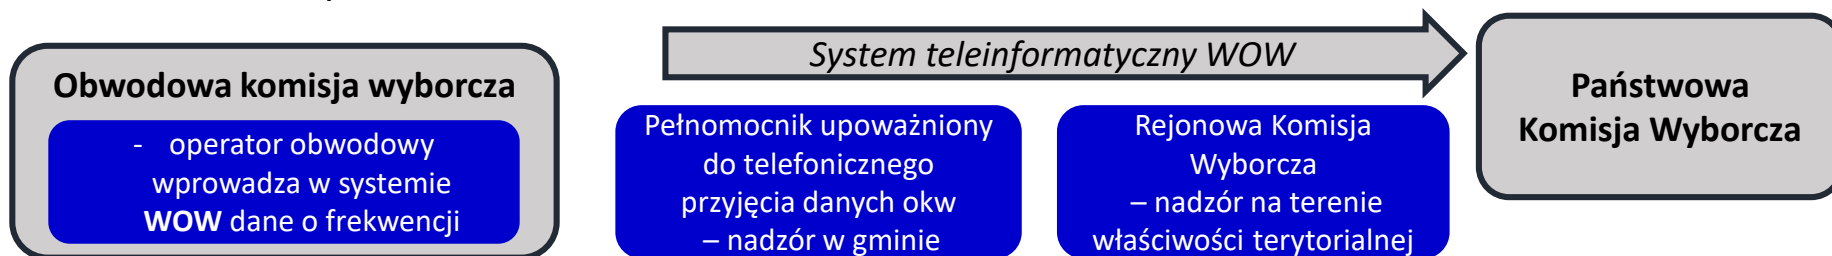 Obwodowa komisja wyborcza
- operator obwodowy
wprowadza w systemie
WOW dane o frekwencji
System teleinformatyczny WOW
Pełnomocnik upoważniony
do telefonicznego
przyjęcia danych okw
– nadzór w gminie
Rejonowa Komisja
Wyborcza
– nadzór na terenie
właściwości terytorialnej
Państwowa
Komisja Wyborcza